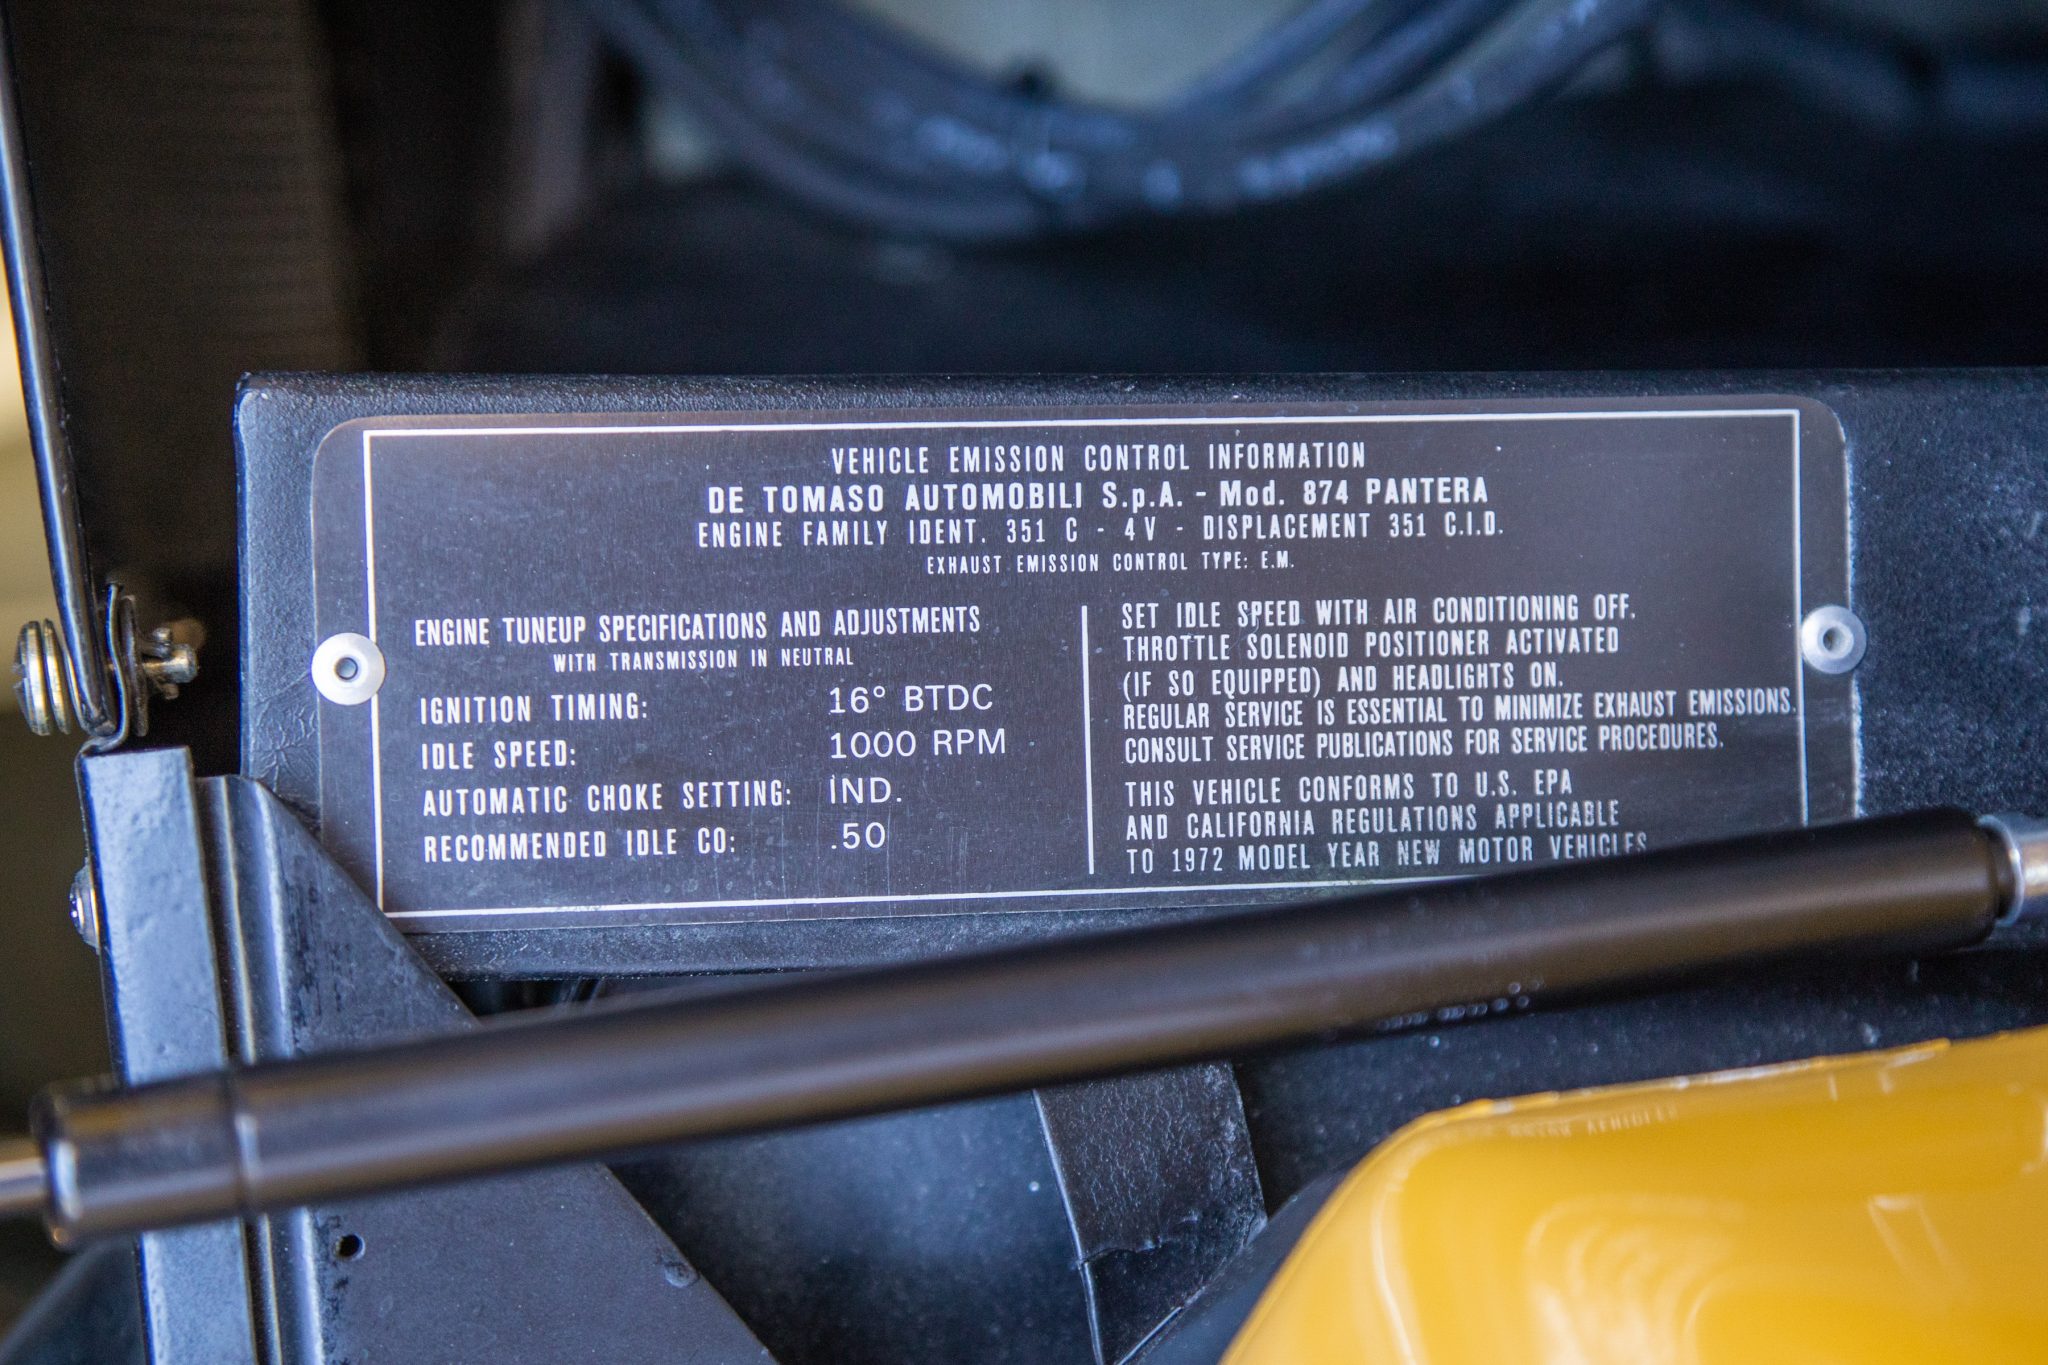 VEHICLE EMISSION CONTROL INFORMATION
DE TOMASO AUTOMOBILI S.p.A. - Mod. 874 PANTERA
ENGINE FAMILY IDENT. 351 C - 4V - DISPLACEMENT 351 C.I.D.
EXHAUST EMISSION CONTROL TYPE: E.M.
ENGINE TUNEUP SPECIFICATIONS AND ADJUSTMENTS
WITH TRANSMISSION IN NEUTRAL
IGNITION TIMING: 16° BTDC
IDLE SPEED: 1000 RPM
AUTOMATIC CHOKE SETTING: IND.
RECOMMENDED IDLE CO: .50
SET IDLE SPEED WITH AIR CONDITIONING OFF.
THROTTLE SOLENOID POSITIONER ACTIVATED
(IF SO EQUIPPED) AND HEADLIGHTS ON.
REGULAR SERVICE IS ESSENTIAL TO MINIMIZE EXHAUST EMISSIONS.
CONSULT SERVICE PUBLICATIONS FOR SERVICE PROCEDURES.
THIS VEHICLE CONFORMS TO U.S. EPA
AND CALIFORNIA REGULATIONS APPLICABLE
TO 1972 MODEL YEAR NEW MOTOR VEHICLES